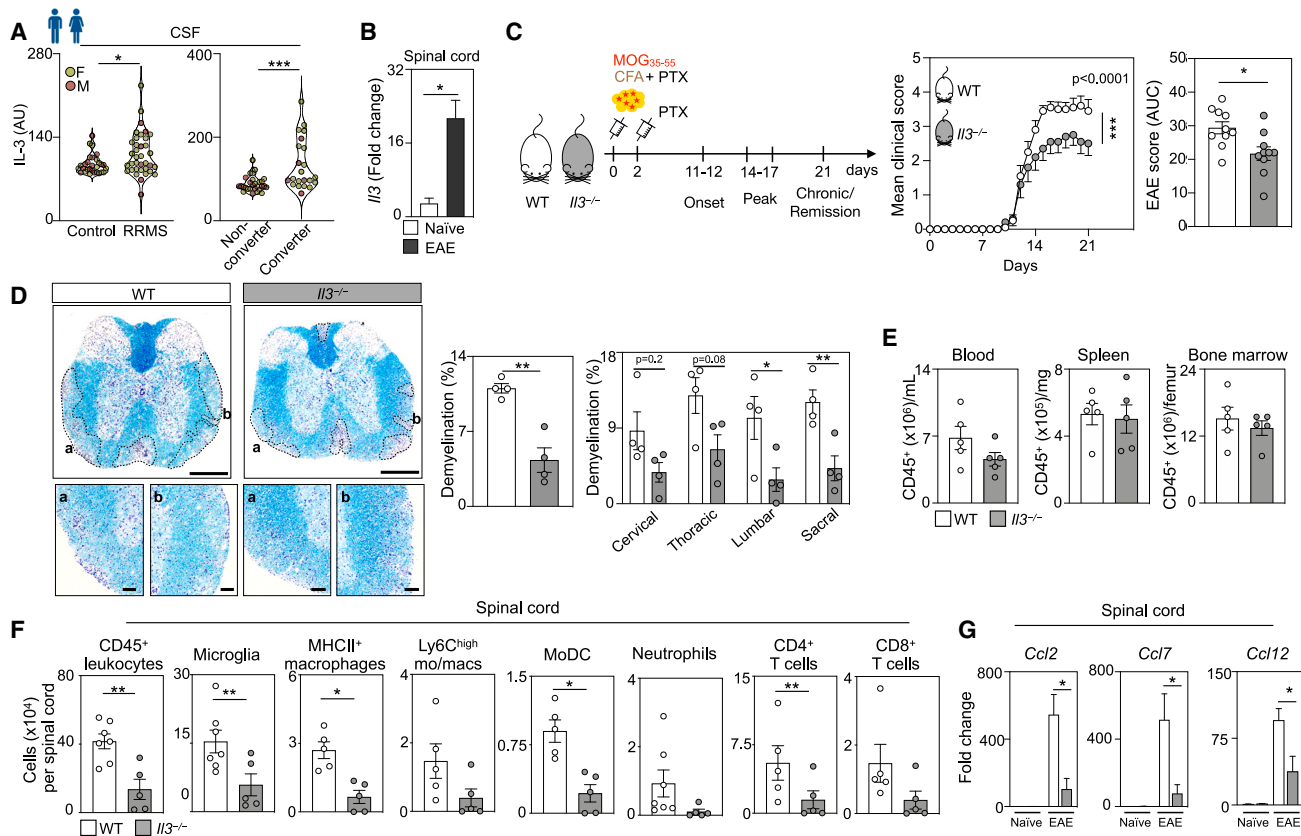 A
CSF
280
140
0
IL-3 (AU)
F
M
*
Control RRMS
400
200
0
***
Non-
converter
Converter
B
Spinal cord
32
16
0
Il3 (Fold change)
*
Naïve
EAE
C
MOG35-55
CFA + PTX
PTX
0 2 11-12 14-17 21 days
Onset Peak Chronic/
Remission
WT Il3–/–
Mean clinical score
5
4
3
2
1
0
WT
Il3–/–
p<0.0001
***
0 7 14 21
Days
EAE score (AUC)
50
40
30
20
10
0
*
D
WT Il3–/–
a b a b
a b a b
Demyelination (%)
14
7
0
**
Demyelination (%)
18
9
0
p=0.2 p=0.08 * **
Cervical Thoracic Lumbar Sacral
E
Blood Spleen Bone marrow
CD45+ (x10⁶)/mL
14
7
0
CD45+ (x10⁵)/mg
14
7
0
CD45+ (x10⁶)/femur
24
12
0
WT Il3–/–
F
Spinal cord
CD45+
leukocytes
Microglia
MHCII+
macrophages
Ly6Chigh
mo/macs
MoDC
Neutrophils
CD4+
T cells
CD8+
T cells
Cells (x10⁴)
per spinal cord
80
40
0
**
30
15
0
**
6
3
0
*
4
2
0
1.5
0.75
0
*
4
2
0
15
7.5
0
**
4
2
0
WT Il3–/–
G
Spinal cord
Ccl2 Ccl7 Ccl12
Fold change
800
400
0
*
Naïve EAE
800
400
0
*
Naïve EAE
150
75
0
*
Naïve EAE